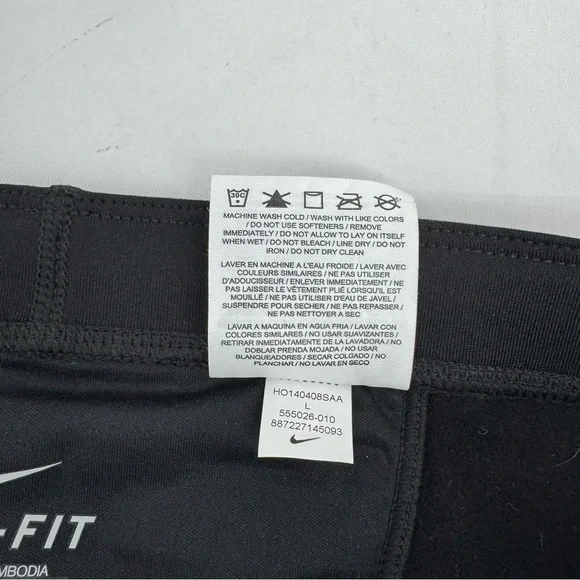 30C
MACHINE WASH COLD / WASH WITH LIKE COLORS
/ DO NOT USE SOFTENERS / REMOVE
IMMEDIATELY / DO NOT ALLOW TO LAY ON ITSELF
WHEN WET / DO NOT BLEACH / LINE DRY / DO NOT
IRON / DO NOT DRY CLEAN
LAVER EN MACHINE A L'EAU FROIDE / LAVER AVEC
COULEURS SIMILAIRES / NE PAS UTILISER
D'ADOUCISSEUR / ENLEVER IMMEDIATEMENT / NE
PAS PLACER LE VÊTEMENT PLIÉ LORSQU'IL EST
MOUILLÉ / NE PAS UTILISER D'EAU DE JAVEL /
SUSPENDRE POUR SECHER / NE PAS REPASSER /
NE PAS NETTOYER A SEC
LAVAR A MAQUINA EN AGUA FRIA / LAVAR CON
COLORES SIMILARES / NO USAR SUAVIZANTES /
RETIRAR INMEDIATAMENTE DE LA LAVADORA / NO
DOBLAR PRENDA MOJADA / NO USAR
BLANQUEADORES / SECAR COLGADO / NO
PLANCHAR / NO LAVAR EN SECO
HO140408SAA
L
555026-010
887227145093
-FIT
MBODIA